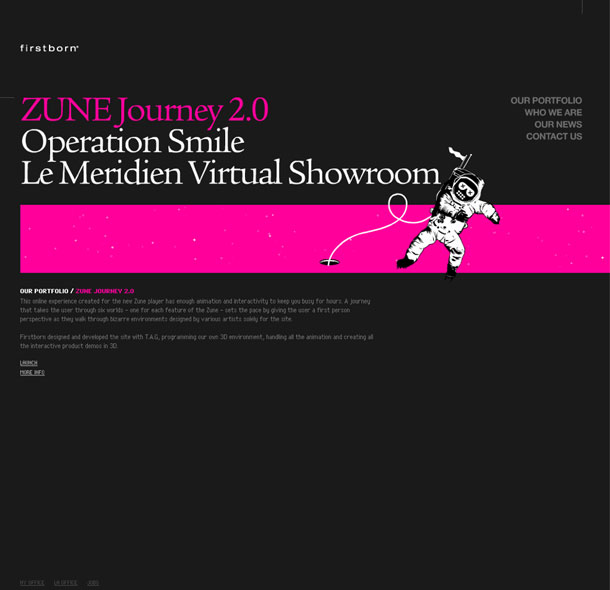 firstborn
ZUNE Journey 2.0
Operation Smile
Le Meridien Virtual Showroom
OUR PORTFOLIO
WHO WE ARE
OUR NEWS
CONTACT US
OUR PORTFOLIO / ZUNE JOURNEY 2.0
This online experience created for the new Zune player has enough animation and interactivity to keep you busy for hours. A journey
that takes the user through six worlds - one for each feature of the Zune - sets the pace by giving the user a first person
perspective as they walk through bizarre environments designed by various artists solely for the site.
Firstborn designed and developed the site with T.A.G, programming our own 3D environment, handling all the animation and creating all
the interactive product demos in 3D.
LAUNCH
MORE INFO
NY OFFICE
LA OFFICE
JOBS